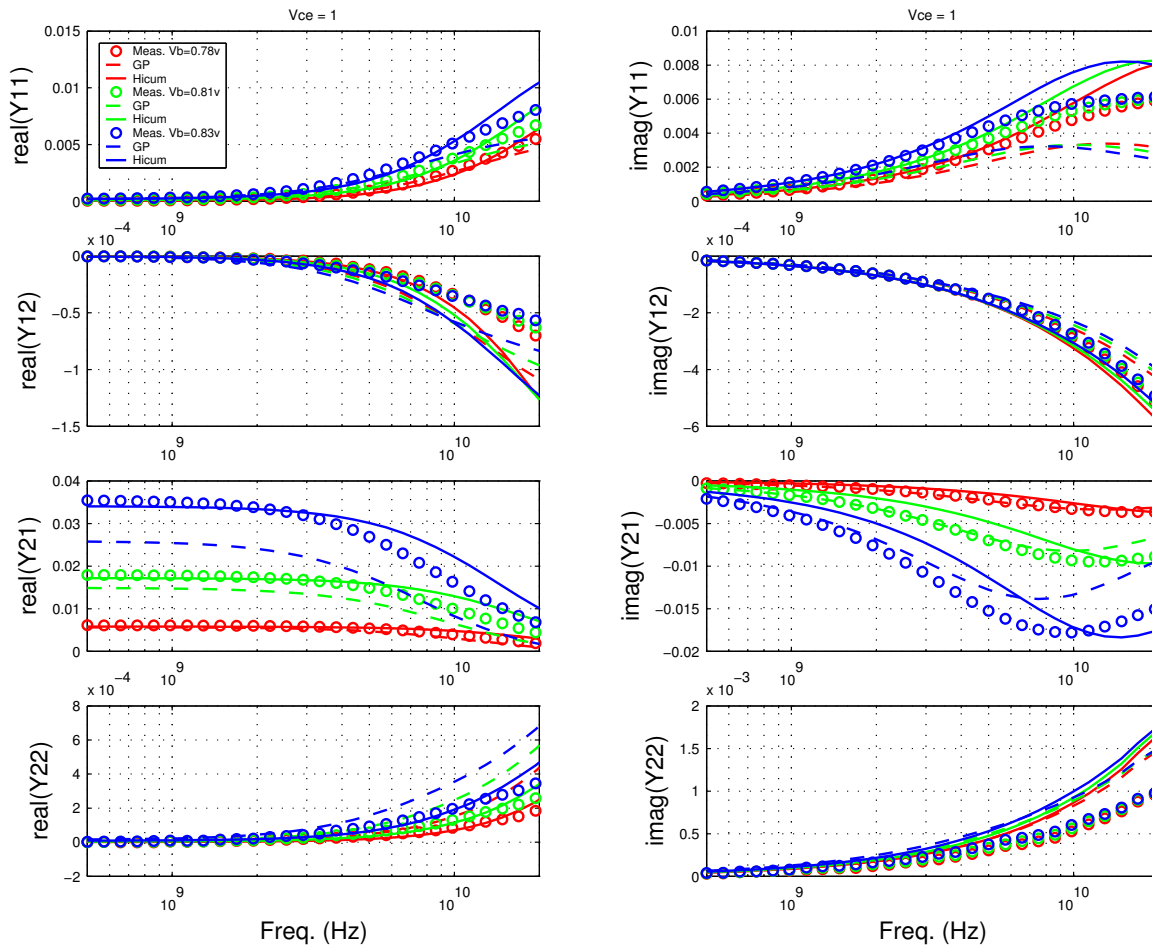 Vce = 1
0.015
0.01
0.005
0
real(Y11)
Meas. Vb=0.78v
GP
Hicum
Meas. Vb=0.81v
GP
Hicum
Meas. Vb=0.83v
GP
Hicum
10^9
10^10
Vce = 1
0.01
0.008
0.006
0.004
0.002
0
imag(Y11)
10^9
10^10
x 10^−4
0
−0.5
−1
−1.5
real(Y12)
10^9
10^10
x 10^−4
0
−2
−4
−6
imag(Y12)
10^9
10^10
0.04
0.03
0.02
0.01
0
real(Y21)
10^9
10^10
0
−0.005
−0.01
−0.015
−0.02
imag(Y21)
10^9
10^10
x 10^−4
8
6
4
2
0
−2
real(Y22)
10^9
10^10
Freq. (Hz)
x 10^−3
2
1.5
1
0.5
0
imag(Y22)
10^9
10^10
Freq. (Hz)